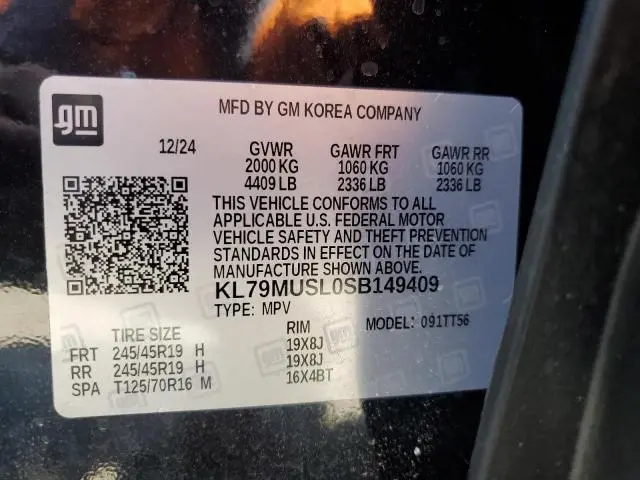 gm
MFD BY GM KOREA COMPANY
12/24 GVWR GAWR FRT GAWR RR
2000 KG 1060 KG 1060 KG
4409 LB 2336 LB 2336 LB
THIS VEHICLE CONFORMS TO ALL
APPLICABLE U.S. FEDERAL MOTOR
VEHICLE SAFETY AND THEFT PREVENTION
STANDARDS IN EFFECT ON THE DATE OF
MANUFACTURE SHOWN ABOVE.
KL79MUSL0SB149409
TYPE: MPV MODEL: 091TT56
TIRE SIZE RIM
FRT 245/45R19 H 19X8J
RR 245/45R19 H 19X8J
SPA T125/70R16 M 16X4BT